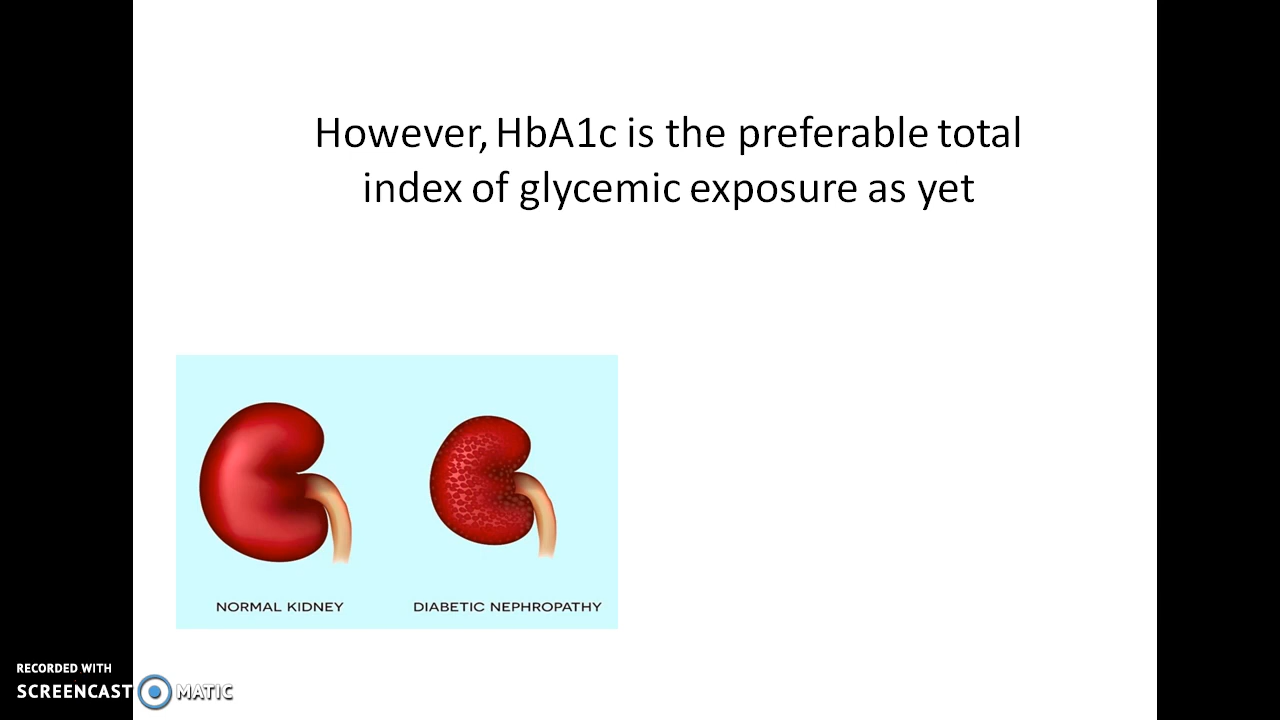 However, HbA1c is the preferable total
index of glycemic exposure as yet
NORMAL KIDNEY
DIABETIC NEPHROPATHY
RECORDED WITH
SCREENCAST MATIC